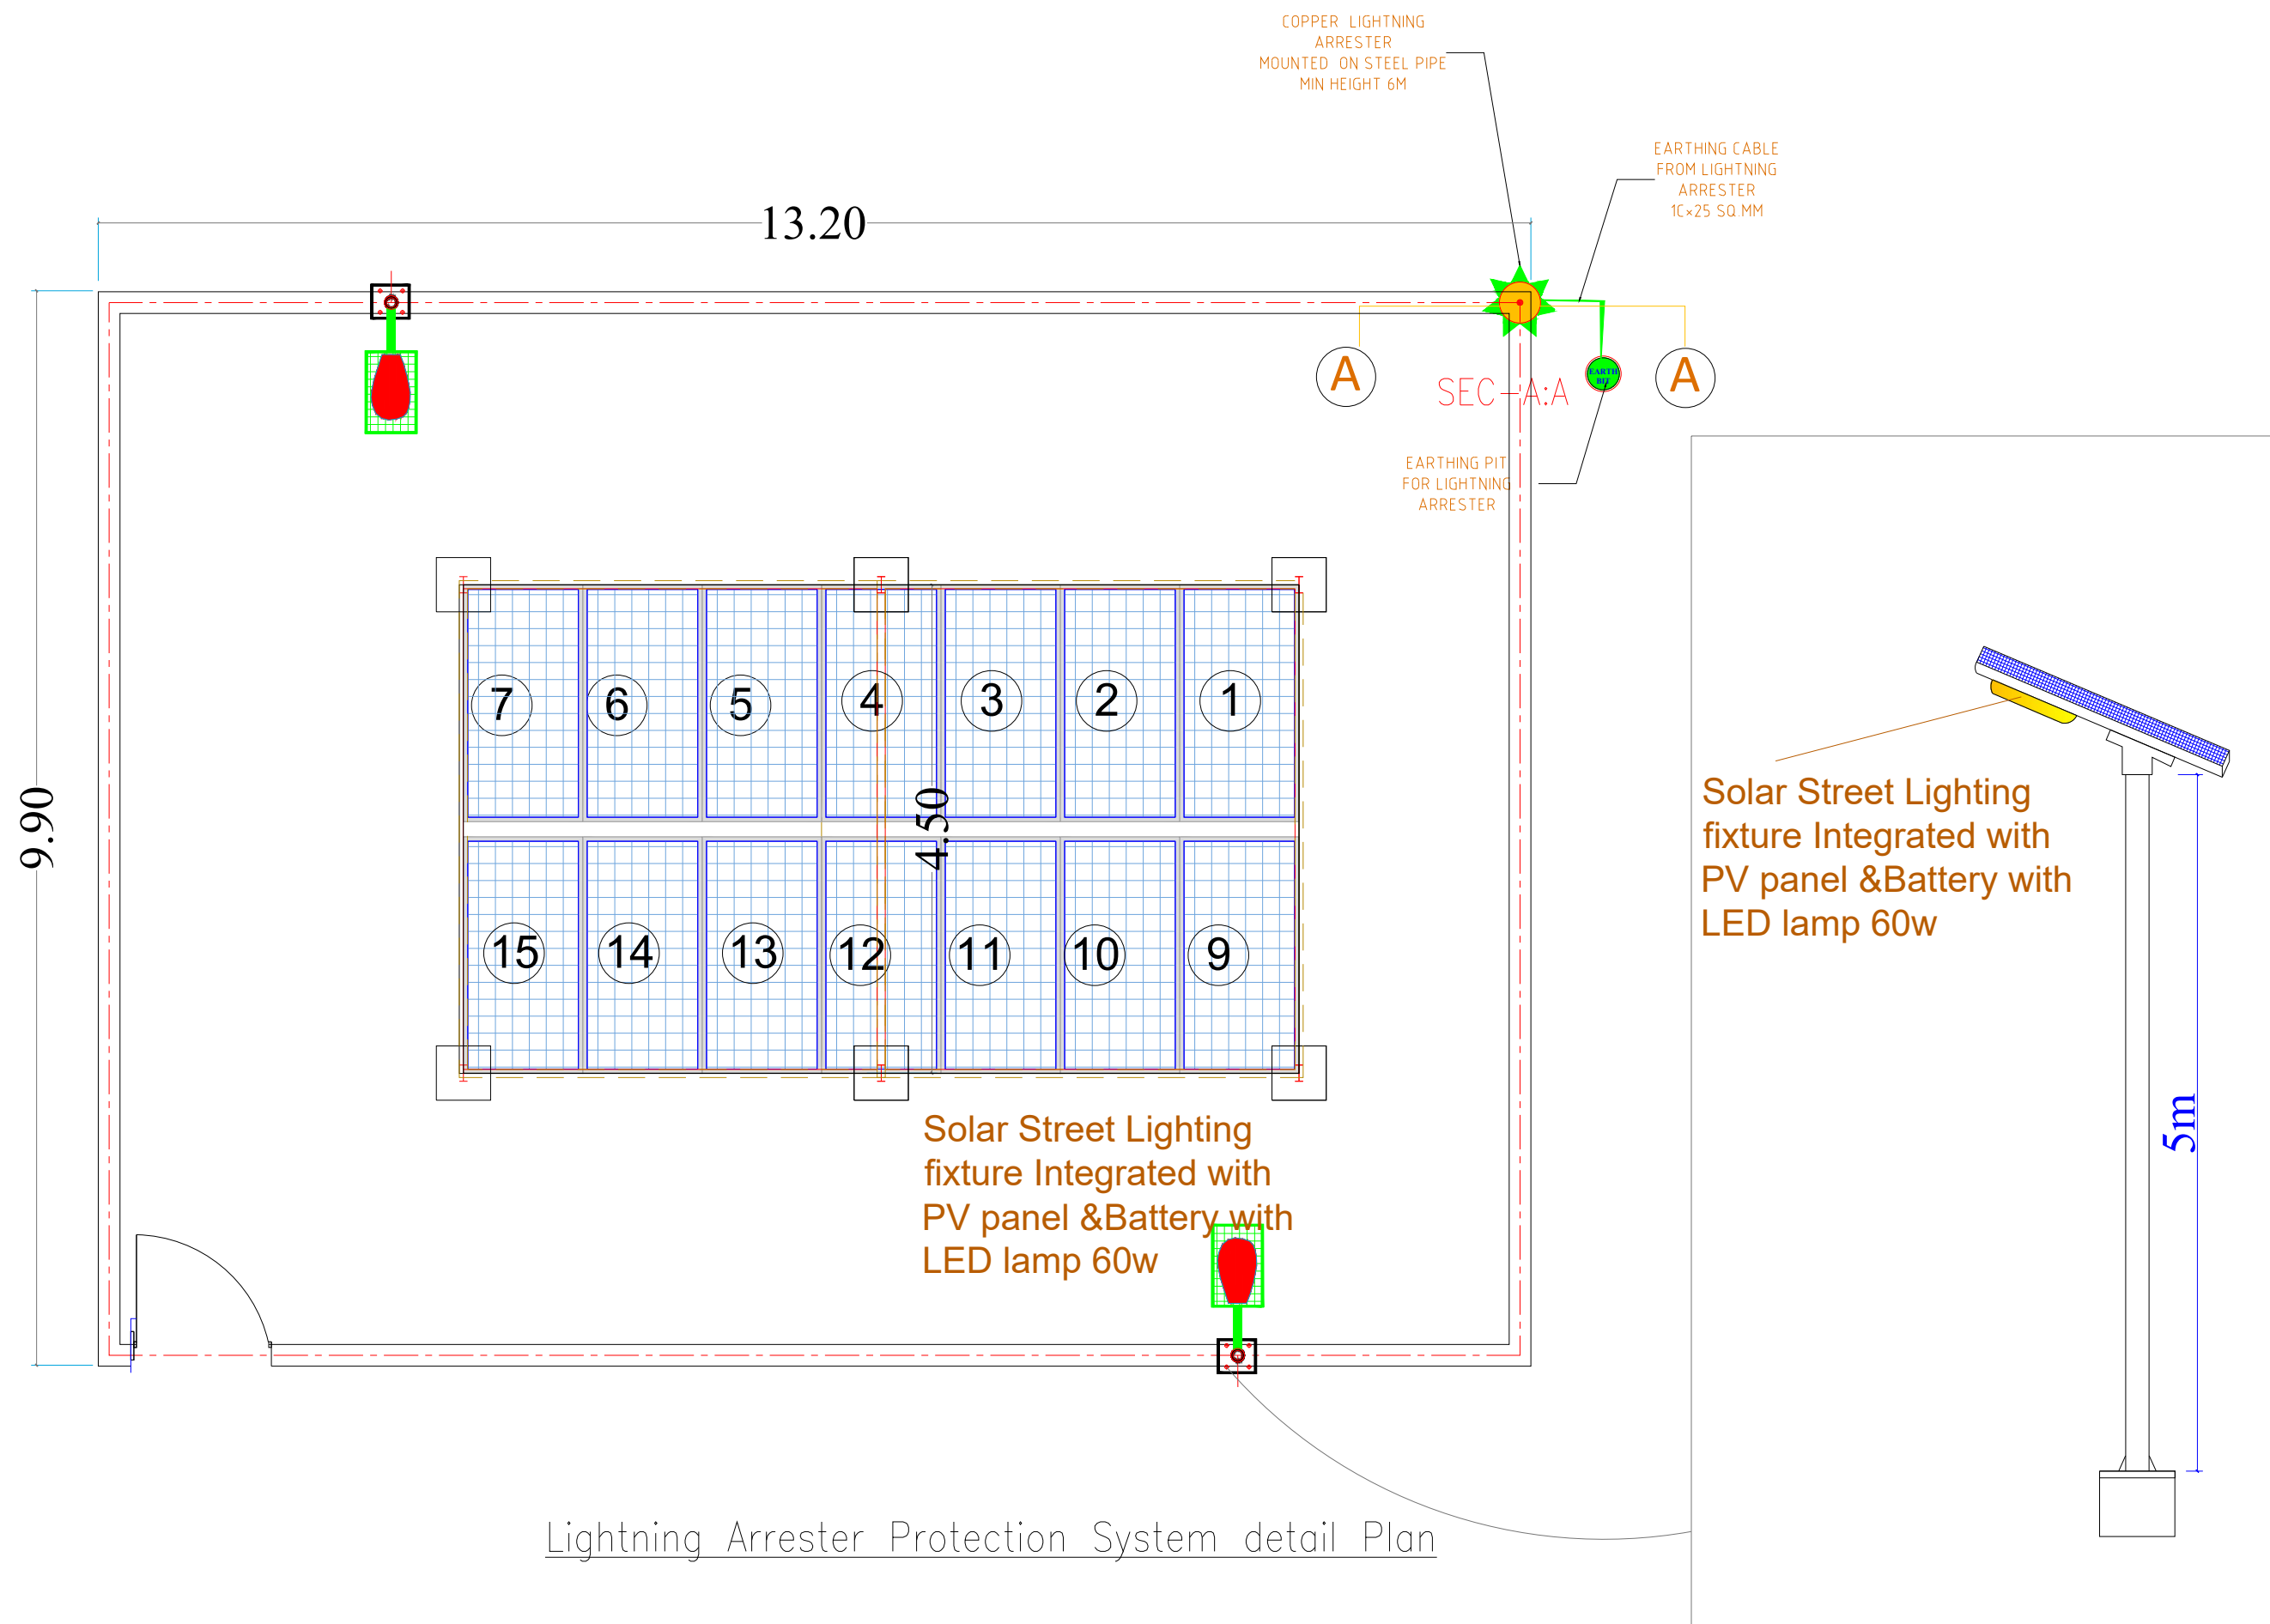 COPPER LIGHTNING
ARRESTER
MOUNTED ON STEEL PIPE
MIN HEIGHT 6M
EARTHING CABLE
FROM LIGHTNING
ARRESTER
1C×25 SQ.MM
13.20
A
SEC-A:A
EARTH
BIT
A
EARTHING PIT
FOR LIGHTNING
ARRESTER
9.90
7
6
5
4
3
2
1
4.50
15
14
13
12
11
10
9
Solar Street Lighting
fixture Integrated with
PV panel &Battery with
LED lamp 60w
Solar Street Lighting
fixture Integrated with
PV panel &Battery with
LED lamp 60w
5m
Lightning Arrester Protection System detail Plan